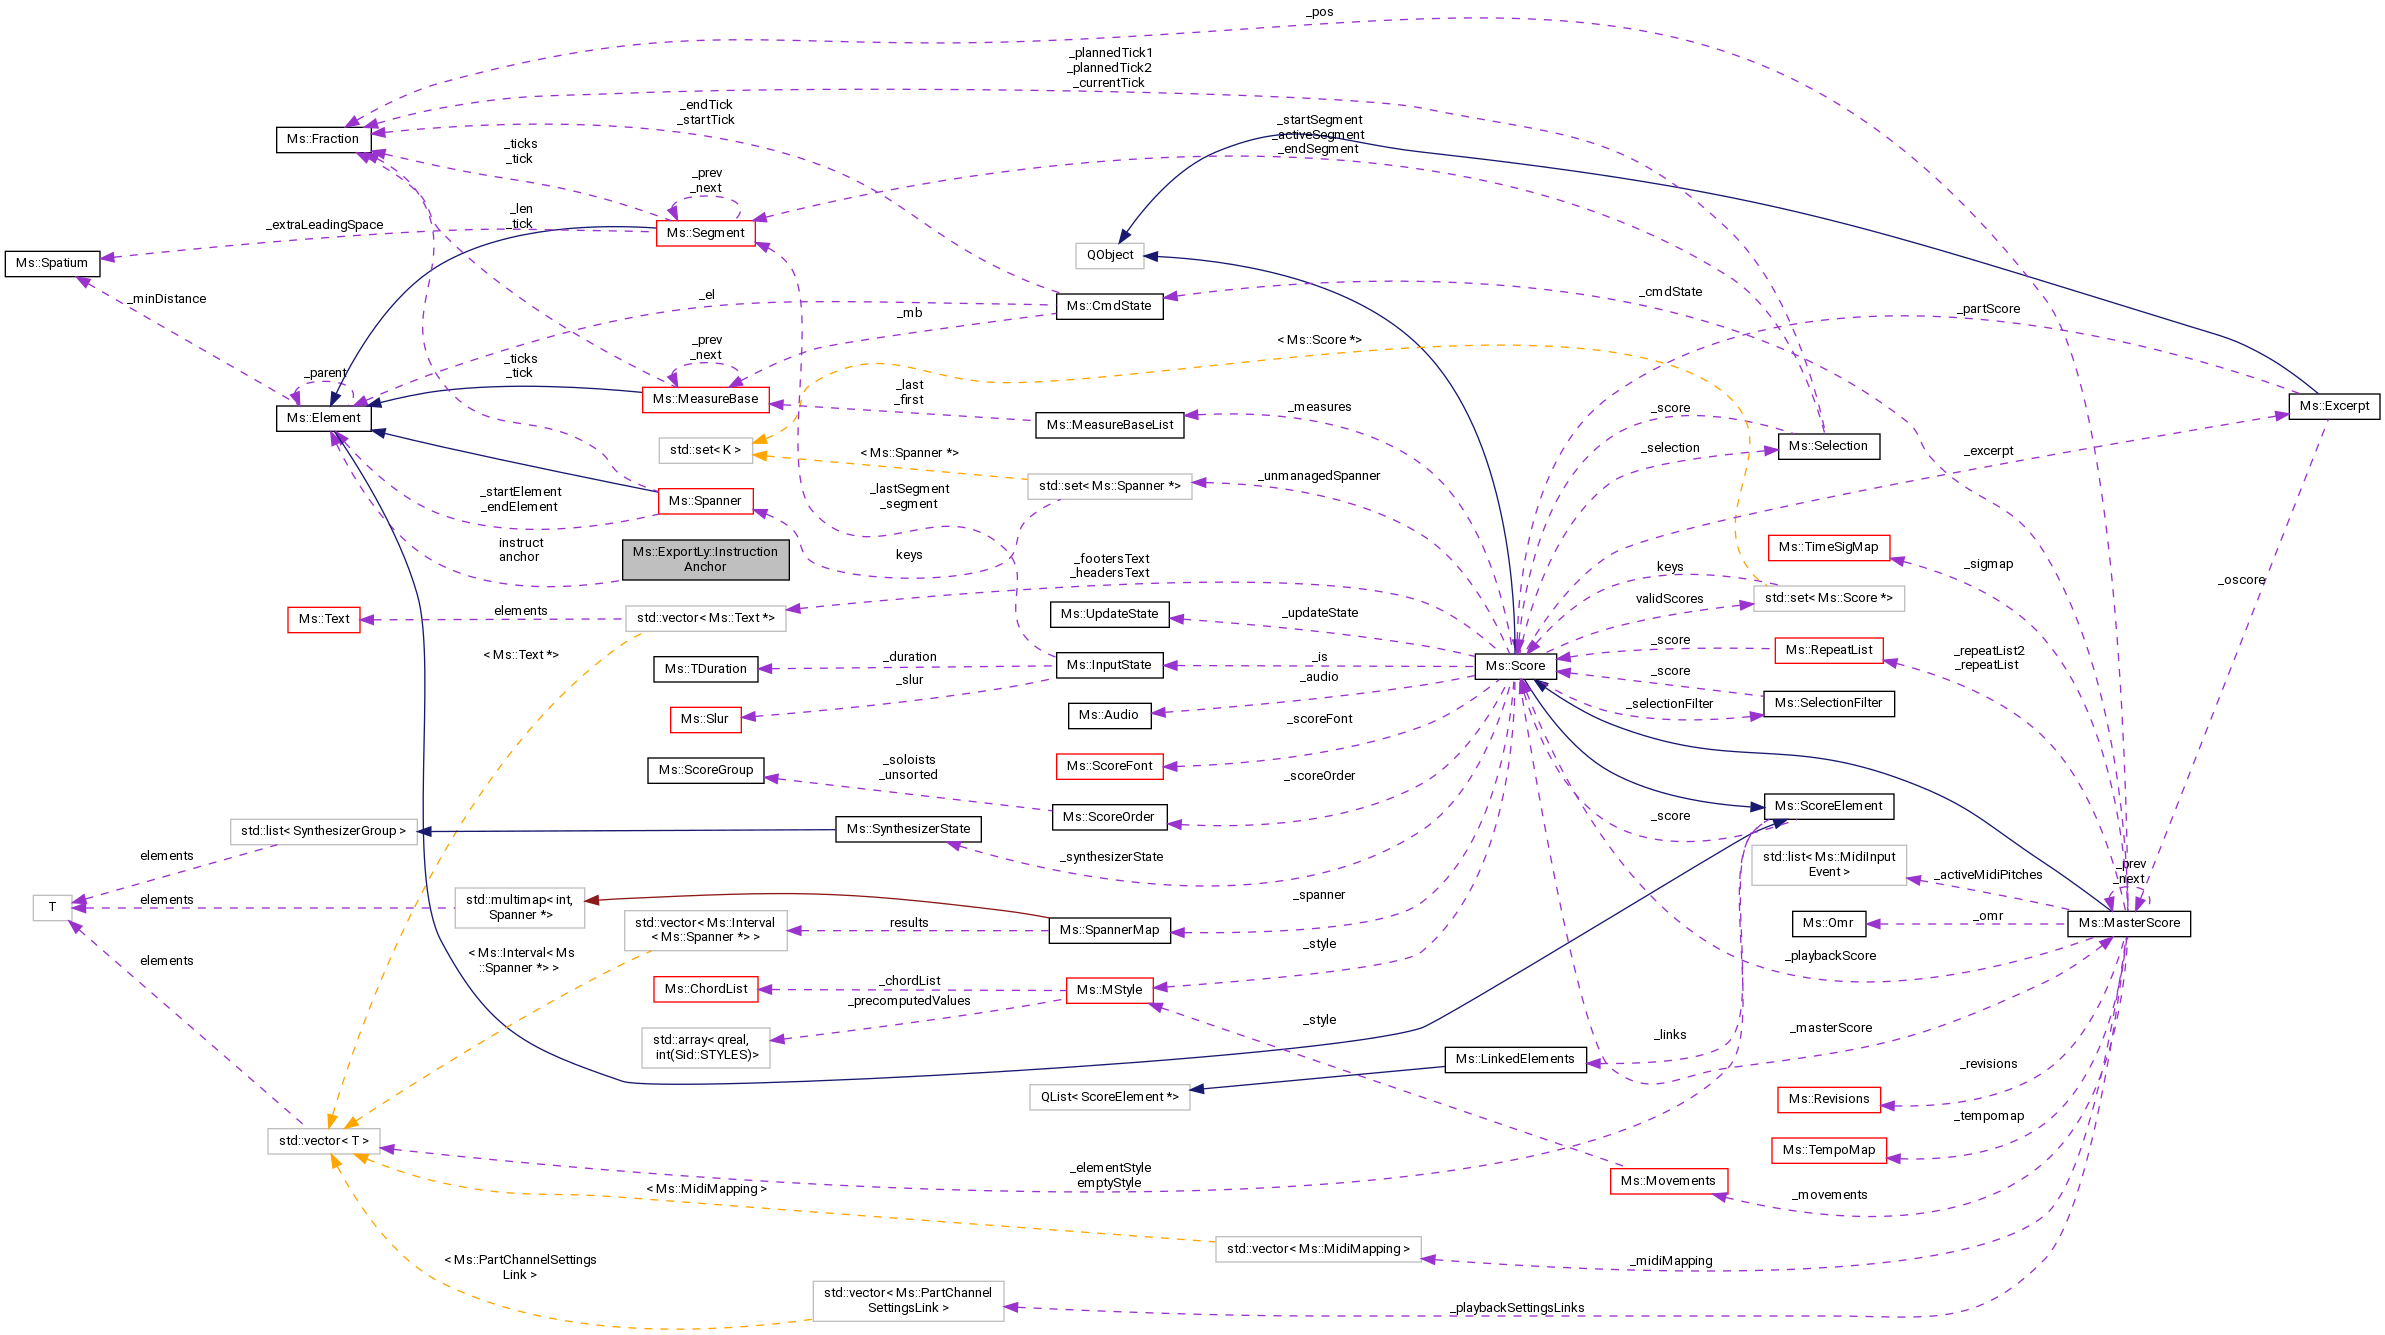 _pos
_plannedTick1
_plannedTick2
_currentTick
_endTick
_startTick
_startSegment
_activeSegment
_endSegment
Ms::Fraction
_ticks
_tick
_prev
_next
_len
_tick
_extraLeadingSpace
Ms::Segment
Ms::Spatium
QObject
_minDistance
_el
Ms::CmdState
_cmdState
_mb
_partScore
_prev
_next
< Ms::Score *>
_parent
_ticks
_tick
_last
_first
Ms::MeasureBase
_measures
_score
Ms::Excerpt
Ms::Element
Ms::MeasureBaseList
std::set< K >
< Ms::Spanner *>
_selection
Ms::Selection
_excerpt
_unmanagedSpanner
std::set< Ms::Spanner *>
_startElement
_endElement
Ms::Spanner
_lastSegment
_segment
instruct
anchor
Ms::ExportLy::Instruction
Anchor
keys
_footersText
_headersText
Ms::TimeSigMap
_sigmap
keys
_oscore
std::set< Ms::Score *>
validScores
Ms::Text
elements
std::vector< Ms::Text *>
Ms::UpdateState
_updateState
_score
Ms::RepeatList
_repeatList2
_repeatList
< Ms::Text *>
Ms::TDuration
_duration
Ms::InputState
_is
Ms::Score
_slur
_audio
_score
Ms::Slur
Ms::Audio
_scoreFont
_selectionFilter
Ms::SelectionFilter
_soloists
_unsorted
Ms::ScoreGroup
Ms::ScoreFont
_scoreOrder
Ms::ScoreOrder
Ms::ScoreElement
_score
std::list< SynthesizerGroup >
Ms::SynthesizerState
elements
_synthesizerState
std::list< Ms::MidiInput
Event >
_activeMidiPitches
_prev
_next
T
elements
std::multimap< int,
Spanner *>
_spanner
std::vector< Ms::Interval
< Ms::Spanner *> >
results
Ms::SpannerMap
Ms::Omr
_omr
Ms::MasterScore
elements
< Ms::Interval< Ms
::Spanner *> >
_style
_playbackScore
Ms::ChordList
_chordList
Ms::MStyle
_precomputedValues
std::array< qreal,
int(Sid::STYLES)>
_style
_links
_masterScore
Ms::LinkedElements
QList< ScoreElement *>
_revisions
Ms::Revisions
_tempomap
std::vector< T >
Ms::TempoMap
_elementStyle
emptyStyle
Ms::Movements
_movements
< Ms::MidiMapping >
std::vector< Ms::MidiMapping >
_midiMapping
< Ms::PartChannelSettings
Link >
std::vector< Ms::PartChannel
SettingsLink >
_playbackSettingsLinks